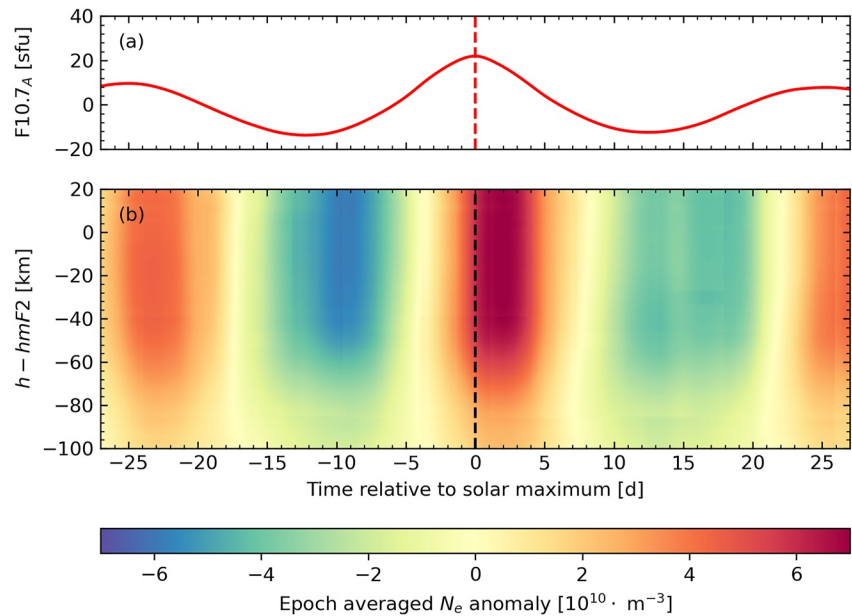 40
20
0
−20
F10.7A [sfu]
(a)
20
0
−20
−40
−60
−80
−100
h − hmF2 [km]
(b)
−25 −20 −15 −10 −5 0 5 10 15 20 25
Time relative to solar maximum [d]
−6 −4 −2 0 2 4 6
Epoch averaged Ne anomaly [10¹⁰ · m⁻³]